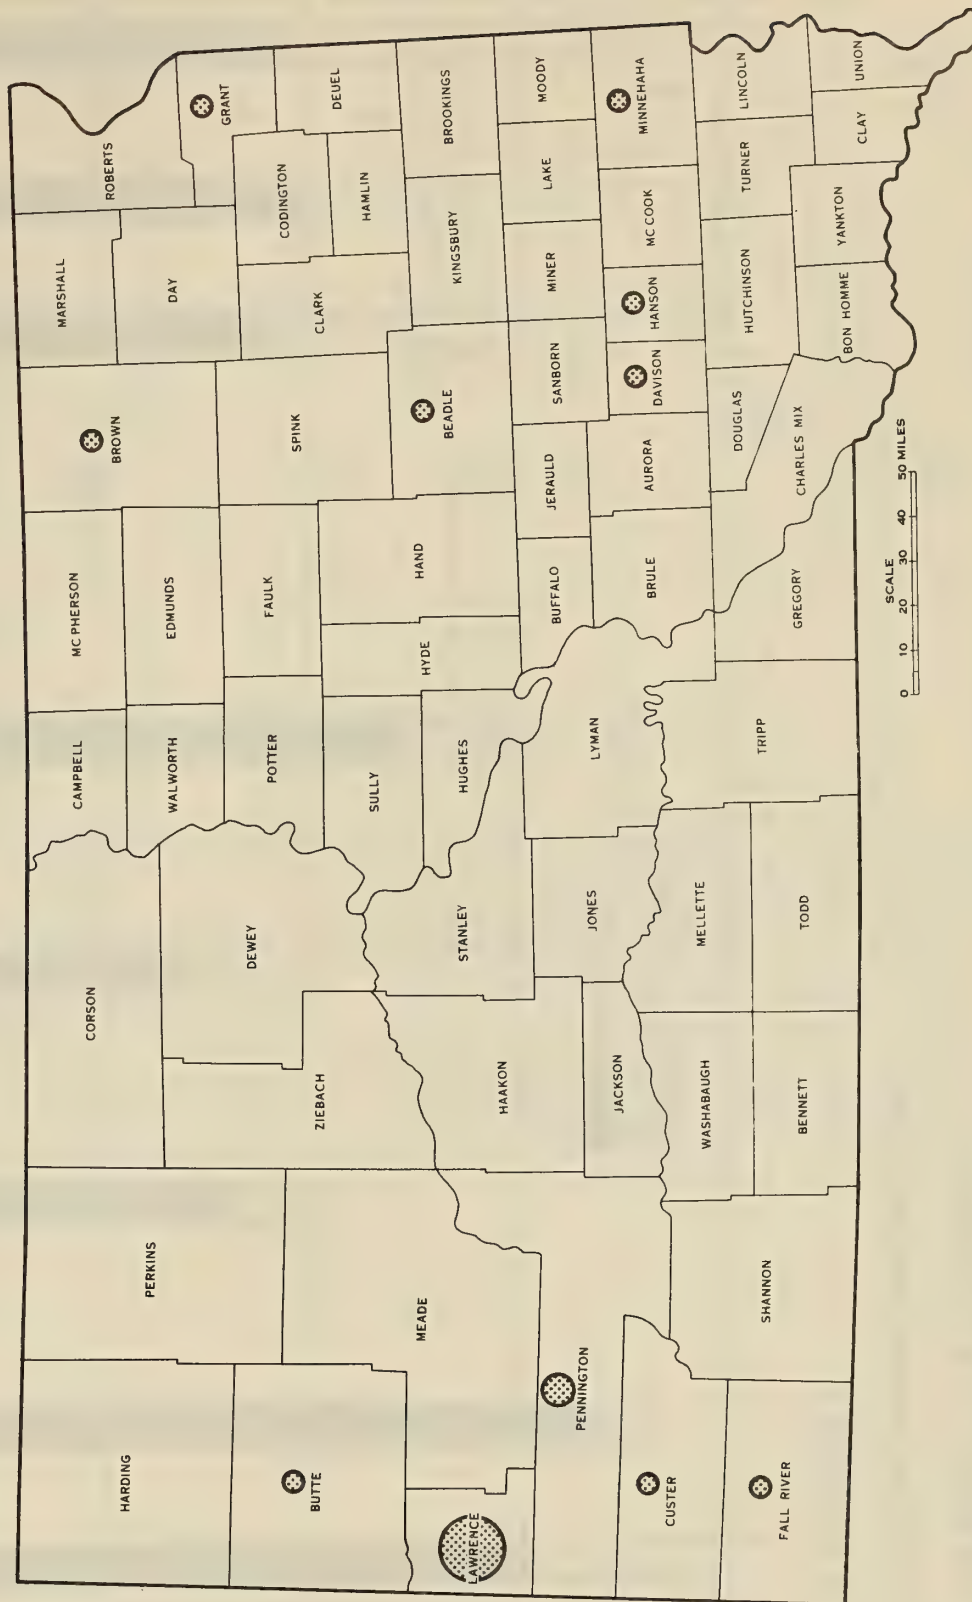 HARDING
PERKINS
CORSON
CAMPBELL
MC PHERSON
BROWN
MARSHALL
ROBERTS
BUTTE
ZIEBACH
DEWEY
WALWORTH
EDMUNDS
DAY
GRANT
POTTER
FAULK
SPINK
CLARK
CODINGTON
DEUEL
HAMLIN
LAWRENCE
MEADE
HAAKON
STANLEY
SULLY
HUGHES
HYDE
HAND
BEADLE
KINGSBURY
BROOKINGS
PENNINGTON
JACKSON
JONES
LYMAN
BUFFALO
JERAULD
SANBORN
MINER
LAKE
MOODY
BRULE
AURORA
DAVISON
HANSON
MC COOK
MINNEHAHA
CUSTER
WASHABAUGH
MELLETTE
FALL RIVER
SHANNON
BENNETT
TODD
TRIPP
GREGORY
DOUGLAS
CHARLES MIX
HUTCHINSON
TURNER
LINCOLN
BON HOMME
YANKTON
CLAY
UNION
SCALE
0 10 20 30 40 50 MILES